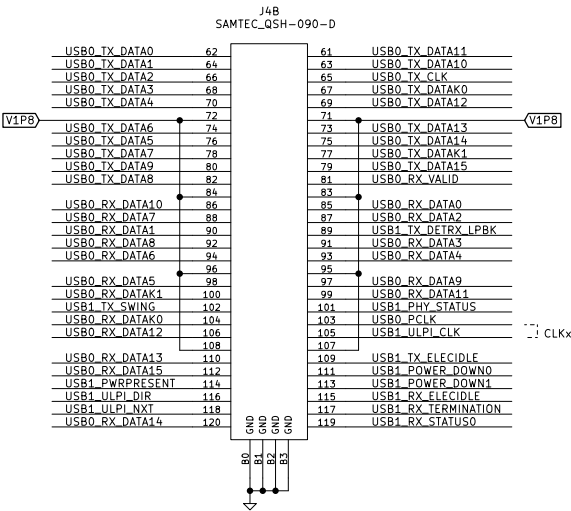 J4B
SAMTEC_QSH-090-D
USB0_TX_DATA0 62 61 USB0_TX_DATA11
USB0_TX_DATA1 64 63 USB0_TX_DATA10
USB0_TX_DATA2 66 65 USB0_TX_CLK
USB0_TX_DATA3 68 67 USB0_TX_DATAK0
USB0_TX_DATA4 70 69 USB0_TX_DATA12
V1P8 72 71 V1P8
USB0_TX_DATA6 74 73 USB0_TX_DATA13
USB0_TX_DATA5 76 75 USB0_TX_DATA14
USB0_TX_DATA7 78 77 USB0_TX_DATAK1
USB0_TX_DATA9 80 79 USB0_TX_DATA15
USB0_TX_DATA8 82 81 USB0_RX_VALID
84 83
USB0_RX_DATA10 86 85 USB0_RX_DATA0
USB0_RX_DATA7 88 87 USB0_RX_DATA2
USB0_RX_DATA1 90 89 USB1_TX_DETRX_LPBK
USB0_RX_DATA8 92 91 USB0_RX_DATA3
USB0_RX_DATA6 94 93 USB0_RX_DATA4
96 95
USB0_RX_DATA5 98 97 USB0_RX_DATA9
USB0_RX_DATAK1 100 99 USB0_RX_DATA11
USB1_TX_SWING 102 101 USB1_PHY_STATUS
USB0_RX_DATAK0 104 103 USB0_PCLK
USB0_RX_DATA12 106 105 USB1_ULPI_CLK CLKx
108 107
USB0_RX_DATA13 110 109 USB1_TX_ELECIDLE
USB0_RX_DATA15 112 111 USB1_POWER_DOWN0
USB1_PWRPRESENT 114 113 USB1_POWER_DOWN1
USB1_ULPI_DIR 116 115 USB1_RX_ELECIDLE
USB1_ULPI_NXT 118 117 USB1_RX_TERMINATION
USB0_RX_DATA14 120 119 USB1_RX_STATUS0
GND GND GND GND
B0 B1 B2 B3